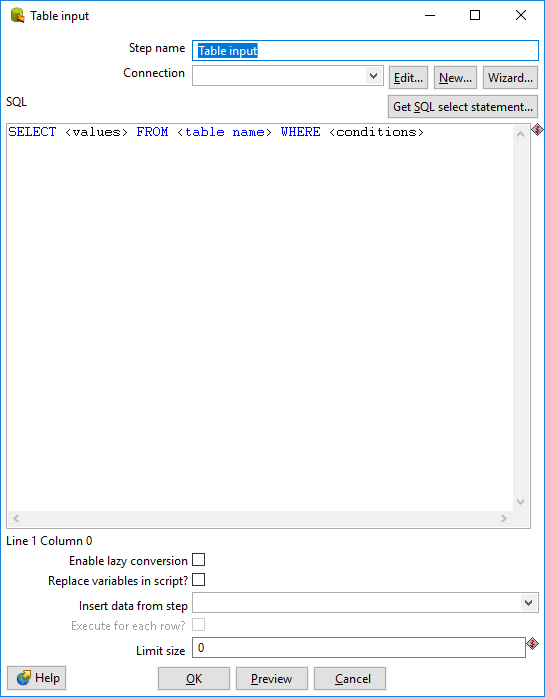 Table input
Step name Table input
Connection Edit... New... Wizard...
SQL Get SQL select statement...
SELECT <values> FROM <table name> WHERE <conditions>
Line 1 Column 0
Enable lazy conversion
Replace variables in script?
Insert data from step
Execute for each row?
Limit size 0
Help OK Preview Cancel